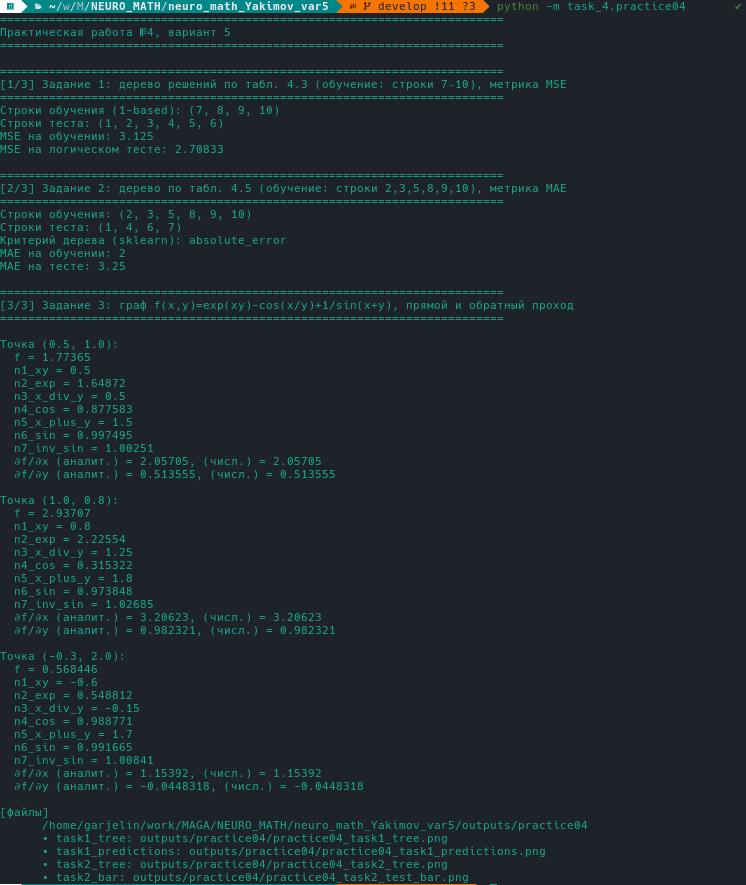 ~/w/M/NEURO_MATH/neuro_math_Yakimov_var5 develop !11 ?3 python -m task_4.practice04 ✔
========================================================================
Практическая работа №4, вариант 5
========================================================================
========================================================================
[1/3] Задание 1: дерево решений по табл. 4.3 (обучение: строки 7-10), метрика MSE
========================================================================
Строки обучения (1-based): (7, 8, 9, 10)
Строки теста: (1, 2, 3, 4, 5, 6)
MSE на обучении: 3.125
MSE на логическом тесте: 2.70833
========================================================================
[2/3] Задание 2: дерево по табл. 4.5 (обучение: строки 2,3,5,8,9,10), метрика MAE
========================================================================
Строки обучения: (2, 3, 5, 8, 9, 10)
Строки теста: (1, 4, 6, 7)
Критерий дерева (sklearn): absolute_error
MAE на обучении: 2
MAE на тесте: 3.25
========================================================================
[3/3] Задание 3: граф f(x,y)=exp(xy)-cos(x/y)+1/sin(x+y), прямой и обратный проход
========================================================================
Точка (0.5, 1.0):
f = 1.77365
n1_xy = 0.5
n2_exp = 1.64872
n3_x_div_y = 0.5
n4_cos = 0.877583
n5_x_plus_y = 1.5
n6_sin = 0.997495
n7_inv_sin = 1.00251
∂f/∂x (аналит.) = 2.05705, (числ.) = 2.05705
∂f/∂y (аналит.) = 0.513555, (числ.) = 0.513555
Точка (1.0, 0.8):
f = 2.93707
n1_xy = 0.8
n2_exp = 2.22554
n3_x_div_y = 1.25
n4_cos = 0.315322
n5_x_plus_y = 1.8
n6_sin = 0.973848
n7_inv_sin = 1.02685
∂f/∂x (аналит.) = 3.20623, (числ.) = 3.20623
∂f/∂y (аналит.) = 0.982321, (числ.) = 0.982321
Точка (-0.3, 2.0):
f = 0.568446
n1_xy = -0.6
n2_exp = 0.548812
n3_x_div_y = -0.15
n4_cos = 0.988771
n5_x_plus_y = 1.7
n6_sin = 0.991665
n7_inv_sin = 1.00841
∂f/∂x (аналит.) = 1.15392, (числ.) = 1.15392
∂f/∂y (аналит.) = -0.0448318, (числ.) = -0.0448318
[файлы]
/home/garjelin/work/MAGA/NEURO_MATH/neuro_math_Yakimov_var5/outputs/practice04
• task1_tree: outputs/practice04/practice04_task1_tree.png
• task1_predictions: outputs/practice04/practice04_task1_predictions.png
• task2_tree: outputs/practice04/practice04_task2_tree.png
• task2_bar: outputs/practice04/practice04_task2_test_bar.png